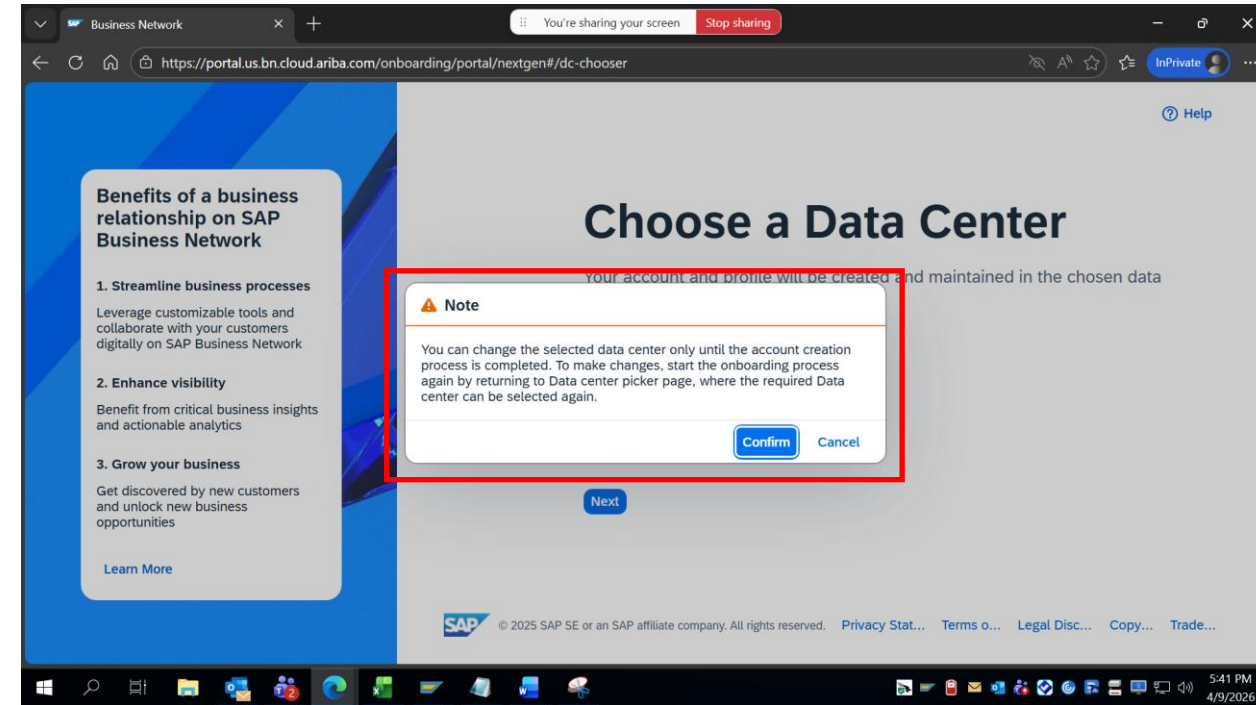 Business Network
You're sharing your screen
Stop sharing
https://portal.us.bn.cloud.ariba.com/onboarding/portal/nextgen#/dc-chooser
InPrivate
Help
Benefits of a business
relationship on SAP
Business Network
1. Streamline business processes
Leverage customizable tools and
collaborate with your customers
digitally on SAP Business Network
2. Enhance visibility
Benefit from critical business insights
and actionable analytics
3. Grow your business
Get discovered by new customers
and unlock new business
opportunities
Learn More
Choose a Data Center
Your account and profile will be created and maintained in the chosen data
Note
You can change the selected data center only until the account creation
process is completed. To make changes, start the onboarding process
again by returning to Data center picker page, where the required Data
center can be selected again.
Confirm Cancel
Next
SAP © 2025 SAP SE or an SAP affiliate company. All rights reserved. Privacy Stat... Terms o... Legal Disc... Copy... Trade...
5:41 PM
4/9/2026